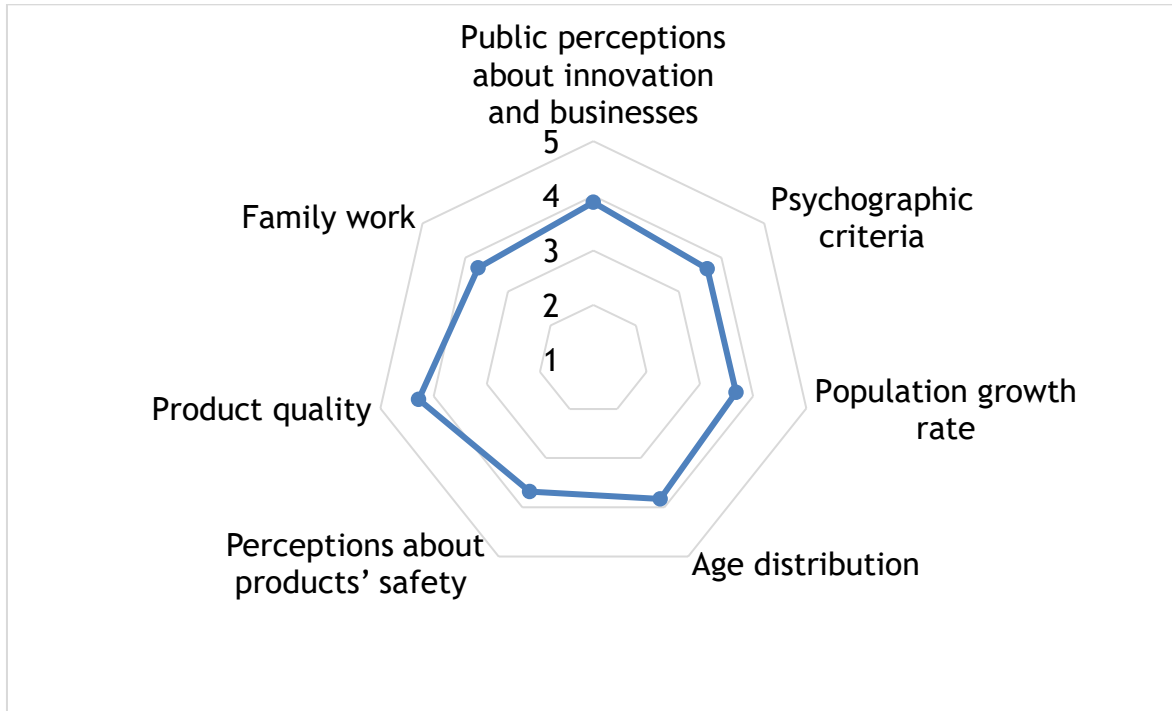 Public perceptions
about innovation
and businesses
5
4
3
2
1
Psychographic
criteria
Population growth
rate
Age distribution
Perceptions about
products’ safety
Product quality
Family work